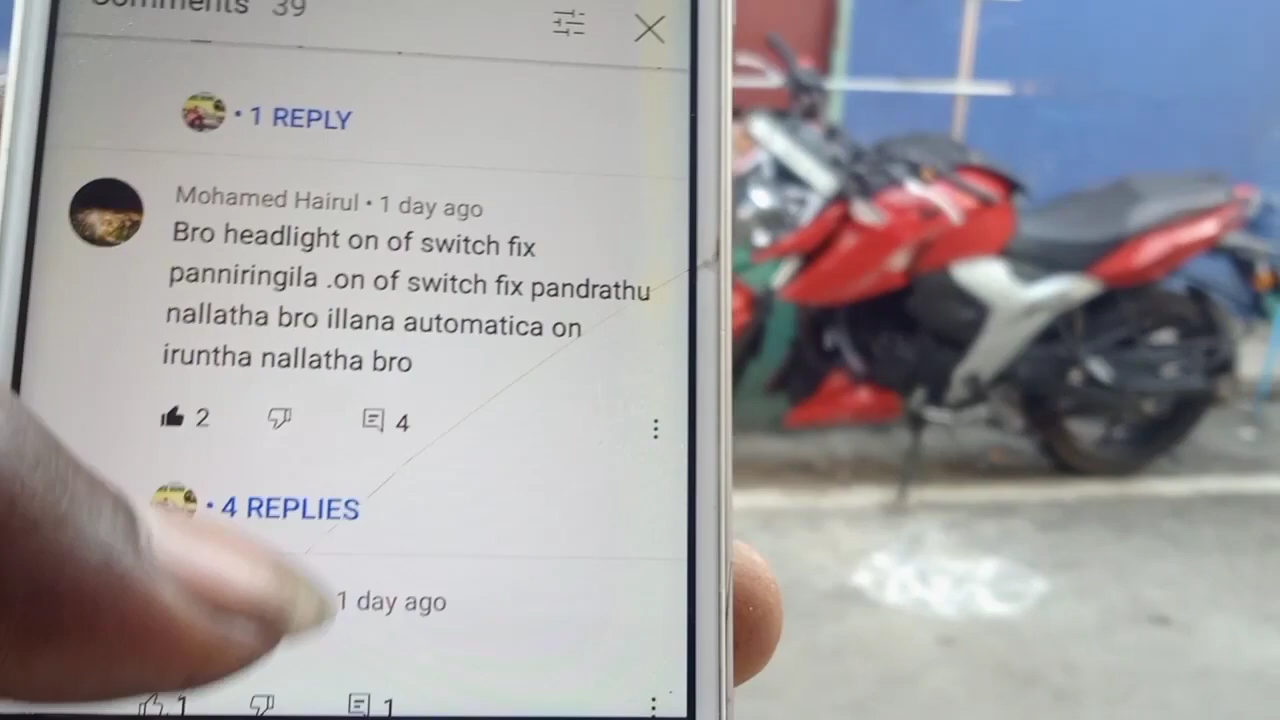 Comments 39
• 1 REPLY
Mohamed Hairul • 1 day ago
Bro headlight on of switch fix
panniringila .on of switch fix pandrathu
nallatha bro illana automatica on
iruntha nallatha bro
2 4
• 4 REPLIES
1 day ago
1 1